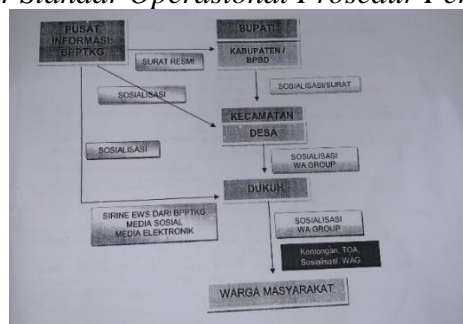 Standar Operasional Prosedur
PUSAT
INFORMASI:
BPPTKG
BUPATI
KABUPATEN /
BPBD
SURAT RESMI
SOSIALISASI
SOSIALISASI/SURAT
KECAMATAN
DESA
SOSIALISASI
SOSIALISASI
WA GROUP
DUKUH
SIRINE EWS DARI BPPTKG
MEDIA SOSIAL
MEDIA ELEKTRONIK
SOSIALISASI
WA GROUP
Kentongan, TOA,
Sosialisasi, WAG
WARGA MASYARAKAT